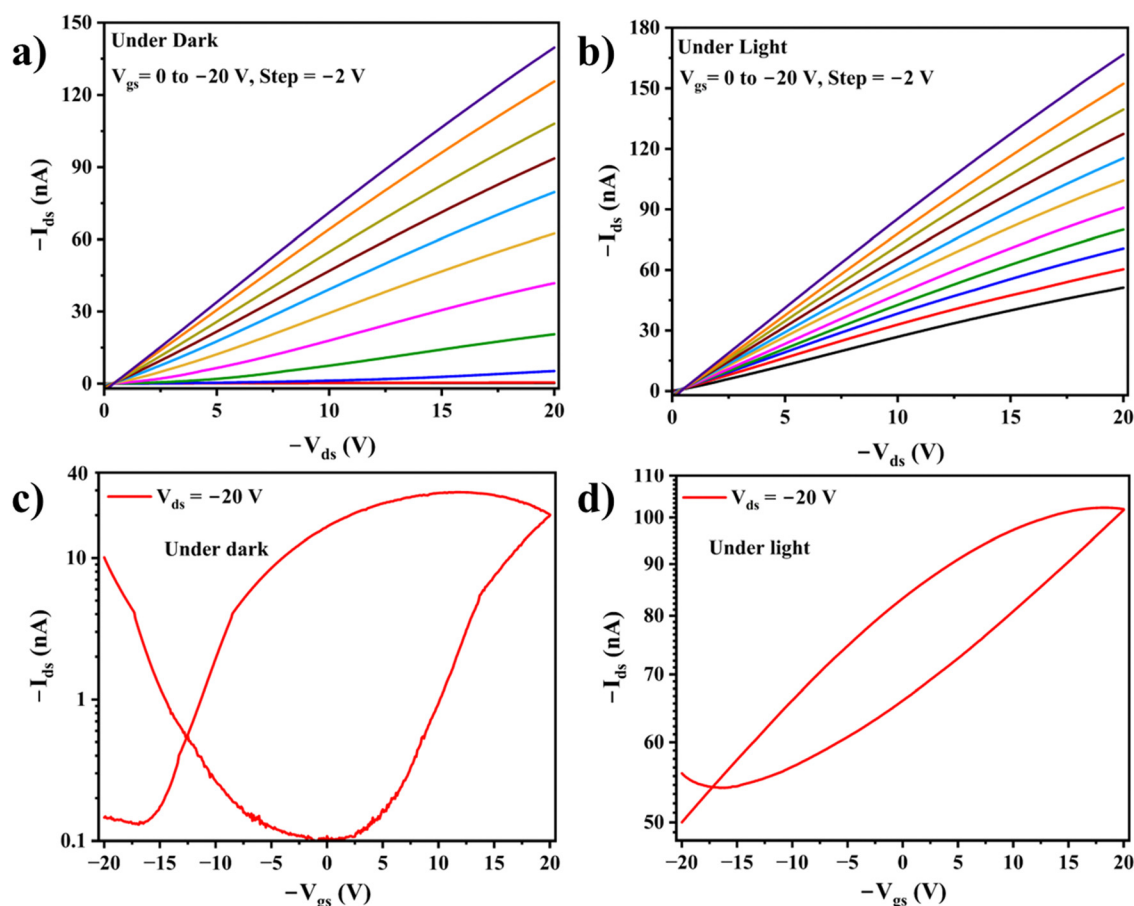 a)
Under Dark
Vgs= 0 to −20 V, Step = −2 V
150
120
90
60
30
0
−Ids (nA)
0
5
10
15
20
−Vds (V)
b)
Under Light
Vgs= 0 to −20 V, Step = −2 V
180
150
120
90
60
30
0
−Ids (nA)
0
5
10
15
20
−Vds (V)
c)
Vds = −20 V
Under dark
40
10
1
0.1
−Ids (nA)
−20
−15
−10
−5
0
5
10
15
20
−Vgs (V)
d)
Vds = −20 V
Under light
110
100
90
80
70
60
50
−Ids (nA)
−20
−15
−10
−5
0
5
10
15
20
−Vgs (V)